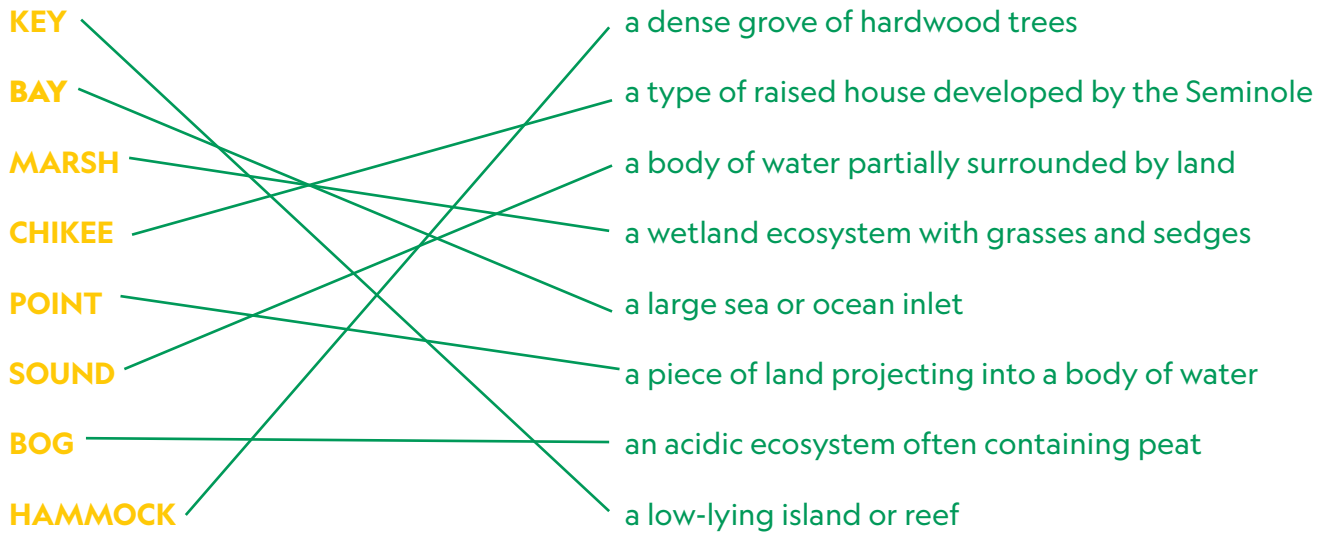 KEY a dense grove of hardwood trees
BAY a type of raised house developed by the Seminole
MARSH a body of water partially surrounded by land
CHIKEE a wetland ecosystem with grasses and sedges
POINT a large sea or ocean inlet
SOUND a piece of land projecting into a body of water
BOG an acidic ecosystem often containing peat
HAMMOCK a low-lying island or reef